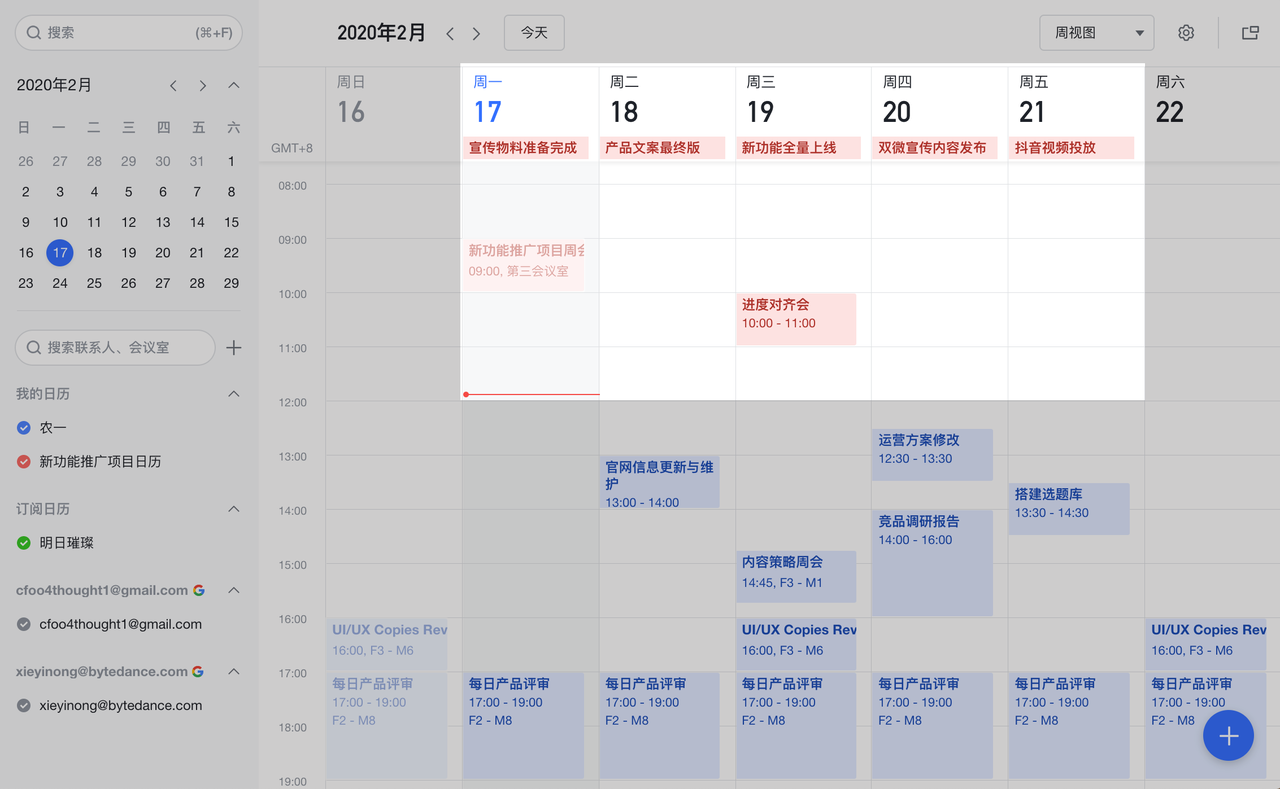 搜索 (⌘+F)
2020年2月
日 一 二 三 四 五 六
26 27 28 29 30 31 1
2 3 4 5 6 7 8
9 10 11 12 13 14 15
16 17 18 19 20 21 22
23 24 25 26 27 28 29
搜索联系人、会议室
我的日历
农一
新功能推广项目日历
订阅日历
明日璀璨
cfoo4thought1@gmail.com
cfoo4thought1@gmail.com
xieyinong@bytedance.com
xieyinong@bytedance.com
2020年2月
今天
周视图
周日 周一 周二 周三 周四 周五 周六
16 17 18 19 20 21 22
GMT+8
宣传物料准备完成
产品文案最终版
新功能全量上线
双微宣传内容发布
抖音视频投放
08:00
09:00
10:00
11:00
12:00
13:00
14:00
15:00
16:00
17:00
18:00
19:00
UI/UX Copies Rev
16:00, F3 - M6
每日产品评审
17:00 - 19:00
F2 - M8
新功能推广项目周会
09:00, 第三会议室
每日产品评审
17:00 - 19:00
F2 - M8
官网信息更新与维
护
13:00 - 14:00
每日产品评审
17:00 - 19:00
F2 - M8
进度对齐会
10:00 - 11:00
内容策略周会
14:45, F3 - M1
UI/UX Copies Rev
16:00, F3 - M6
每日产品评审
17:00 - 19:00
F2 - M8
运营方案修改
12:30 - 13:30
竞品调研报告
14:00 - 16:00
每日产品评审
17:00 - 19:00
F2 - M8
搭建选题库
13:30 - 14:30
每日产品评审
17:00 - 19:00
F2 - M8
UI/UX Copies Rev
16:00, F3 - M6
每日产品评审
17:00 - 19:00
F2 - M8